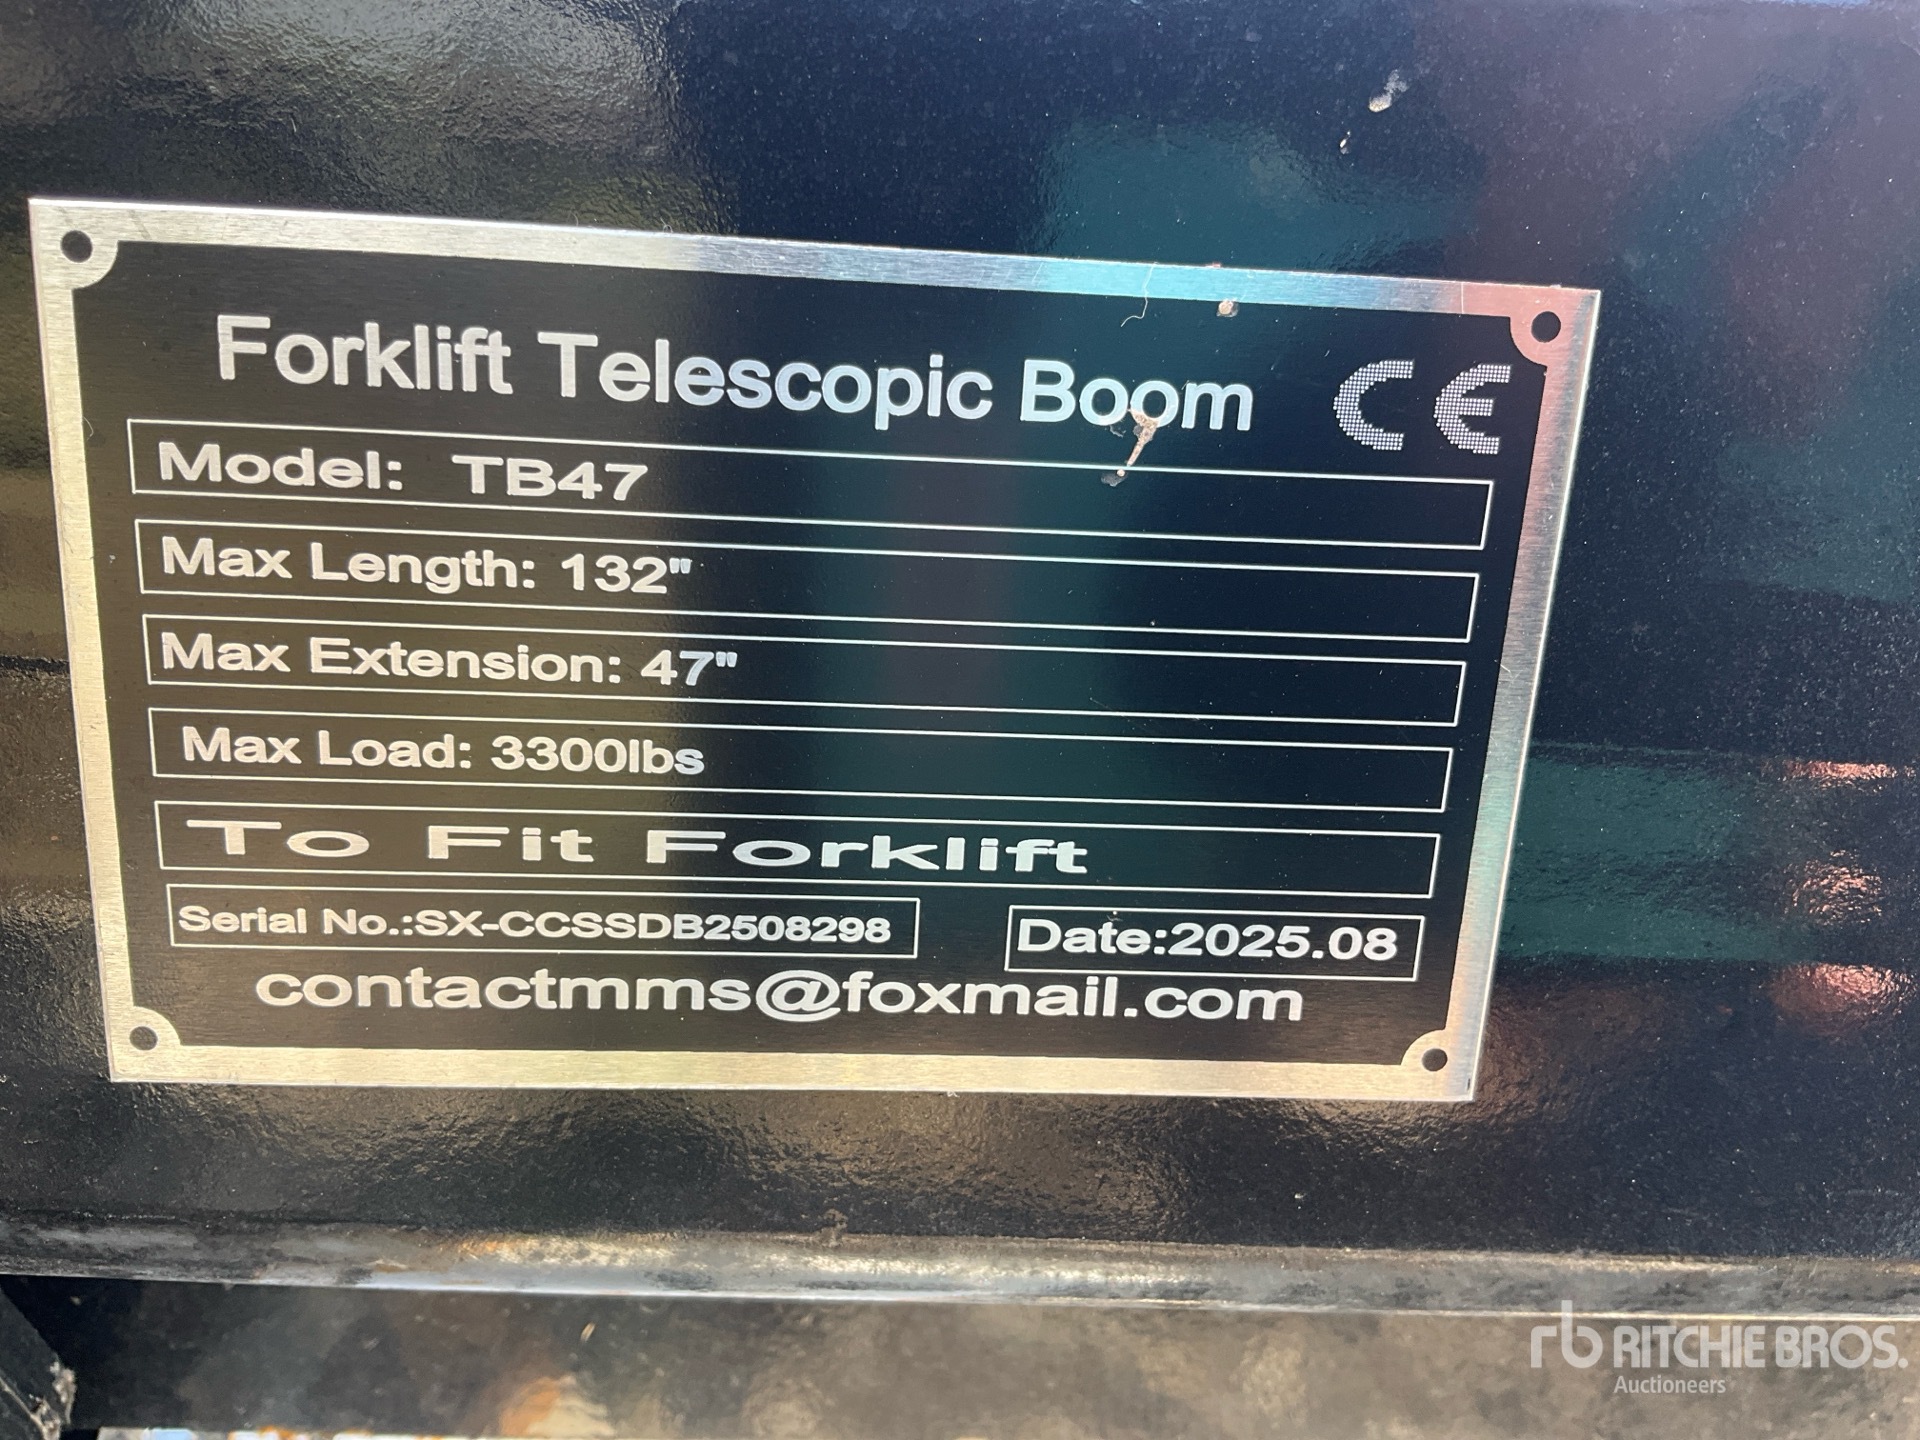 Forklift Telescopic Boom CE
Model: TB47
Max Length: 132"
Max Extension: 47"
Max Load: 3300lbs
To Fit Forklift
Serial No.:SX-CCSSDB2508298 Date:2025.08
contactmms@foxmail.com
rb RITCHIE BROS.
Auctioneers